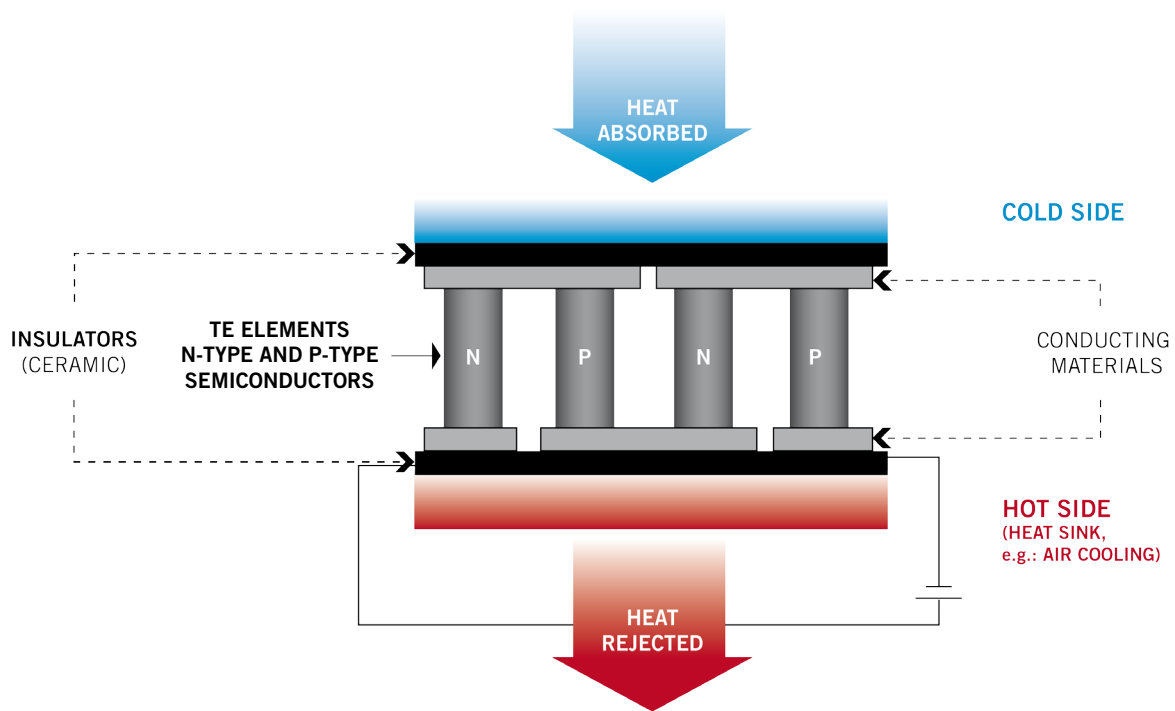 HEAT
ABSORBED
COLD SIDE
INSULATORS
(CERAMIC)
TE ELEMENTS
N-TYPE AND P-TYPE
SEMICONDUCTORS
N
P
N
P
CONDUCTING
MATERIALS
HOT SIDE
(HEAT SINK,
e.g.: AIR COOLING)
HEAT
REJECTED